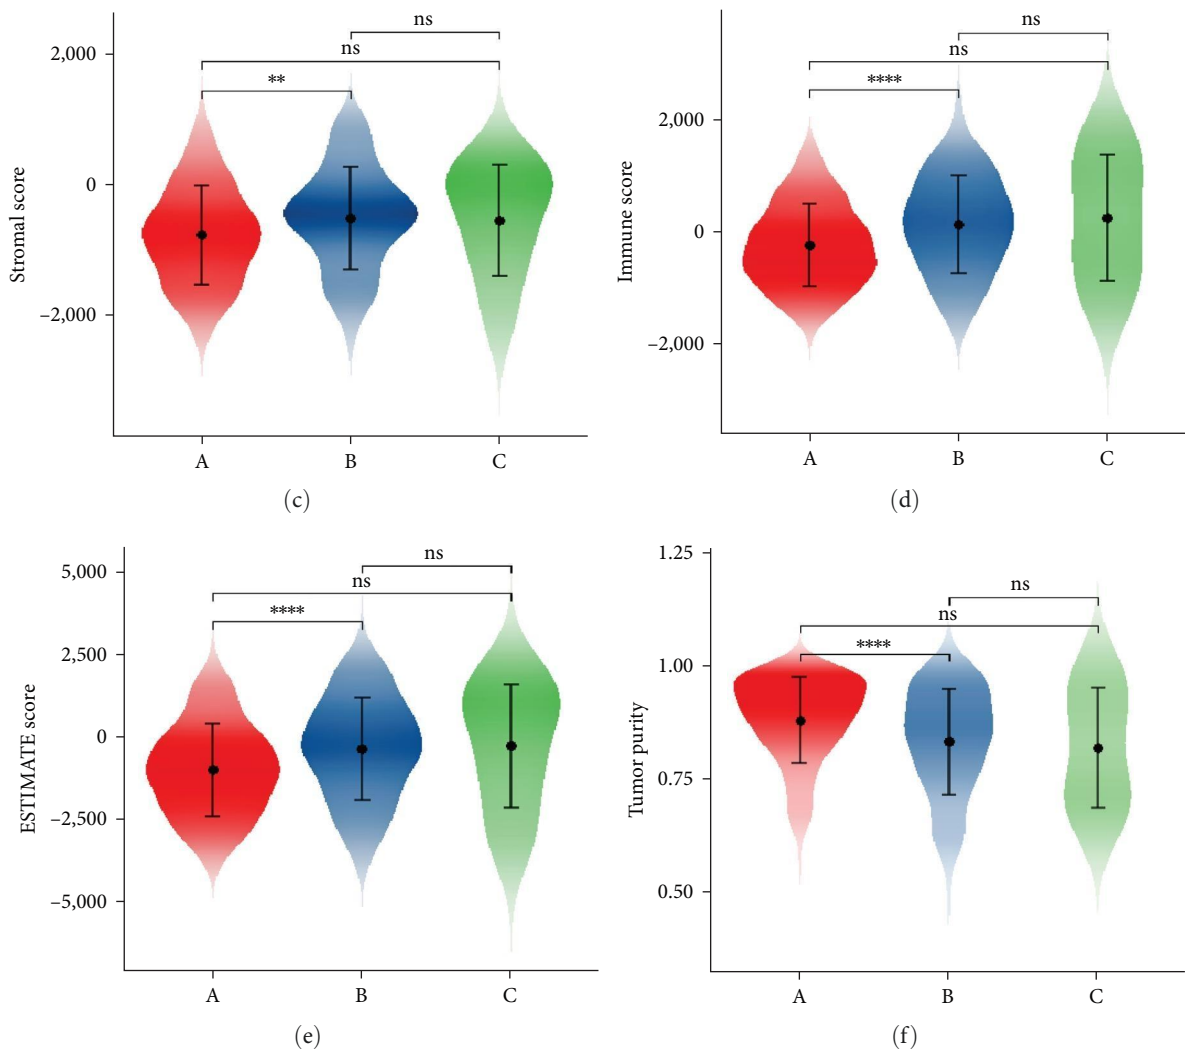 ns
ns
**
2,000
0
−2,000
Stromal score
A B C
(c)
ns
ns
****
2,000
0
−2,000
Immune score
A B C
(d)
ns
ns
****
5,000
2,500
0
−2,500
−5,000
ESTIMATE score
A B C
(e)
1.25
ns
ns
****
1.00
0.75
0.50
Tumor purity
A B C
(f)